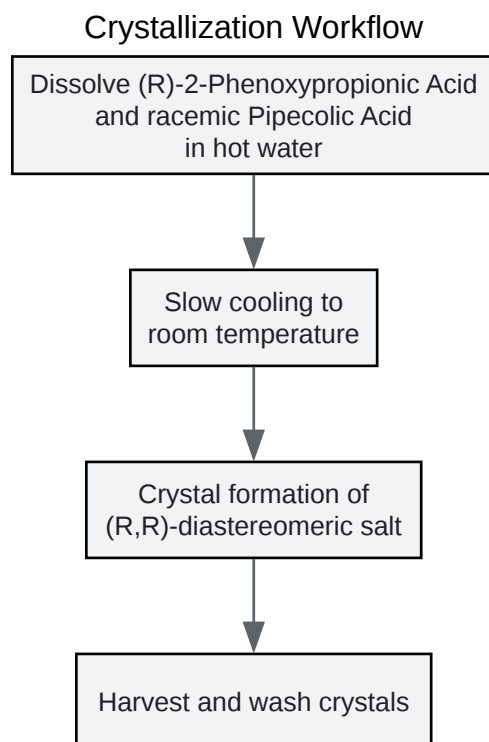 Crystallization Workflow
Dissolve (R)-2-Phenoxypropionic Acid
and racemic Pipecolic Acid
in hot water
Slow cooling to
room temperature
Crystal formation of
(R,R)-diastereomeric salt
Harvest and wash crystals